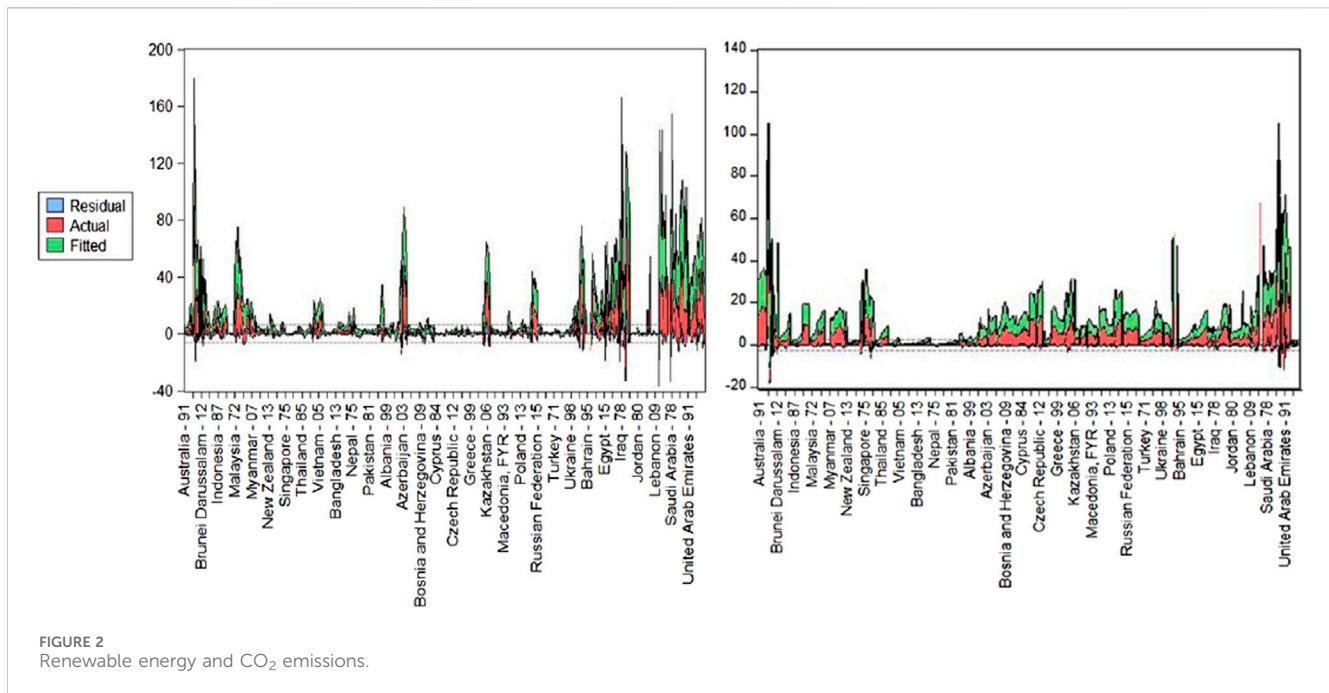 200
160
120
80
40
0
-40
Residual
Actual
Fitted
Australia - 91
Brunei Darussalam - 12
Indonesia - 87
Malaysia - 72
Myanmar - 07
New Zealand - 13
Singapore - 75
Thailand - 85
Vietnam - 05
Bangladesh - 13
Nepal - 75
Pakistan - 81
Albania - 99
Azerbaijan - 03
Bosnia and Herzegovina - 09
Cyprus - 84
Czech Republic - 12
Greece - 99
Kazakhstan - 06
Macedonia, FYR - 93
Poland - 13
Russian Federation - 15
Turkey - 71
Ukraine - 98
Bahrain - 95
Egypt - 15
Iraq - 78
Jordan - 80
Lebanon - 09
Saudi Arabia - 78
United Arab Emirates - 91
140
120
100
80
60
40
20
0
-20
Australia - 91
Brunei Darussalam - 12
Indonesia - 87
Malaysia - 72
Myanmar - 07
New Zealand - 13
Singapore - 75
Thailand - 85
Vietnam - 05
Bangladesh - 13
Nepal - 75
Pakistan - 81
Albania - 99
Azerbaijan - 03
Bosnia and Herzegovina - 09
Cyprus - 84
Czech Republic - 12
Greece - 99
Kazakhstan - 06
Macedonia, FYR - 93
Poland - 13
Russian Federation - 15
Turkey - 71
Ukraine - 98
Bahrain - 95
Egypt - 15
Iraq - 78
Jordan - 80
Lebanon - 09
Saudi Arabia - 78
United Arab Emirates - 91
FIGURE 2
Renewable energy and CO₂ emissions.